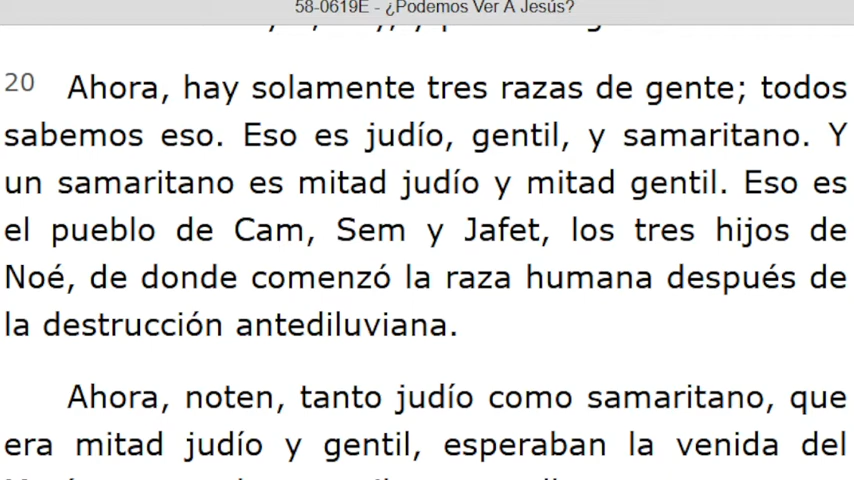 58-0619E - ¿Podemos Ver A Jesús?
20 Ahora, hay solamente tres razas de gente; todos
sabemos eso. Eso es judío, gentil, y samaritano. Y
un samaritano es mitad judío y mitad gentil. Eso es
el pueblo de Cam, Sem y Jafet, los tres hijos de
Noé, de donde comenzó la raza humana después de
la destrucción antediluviana.
Ahora, noten, tanto judío como samaritano, que
era mitad judío y gentil, esperaban la venida del